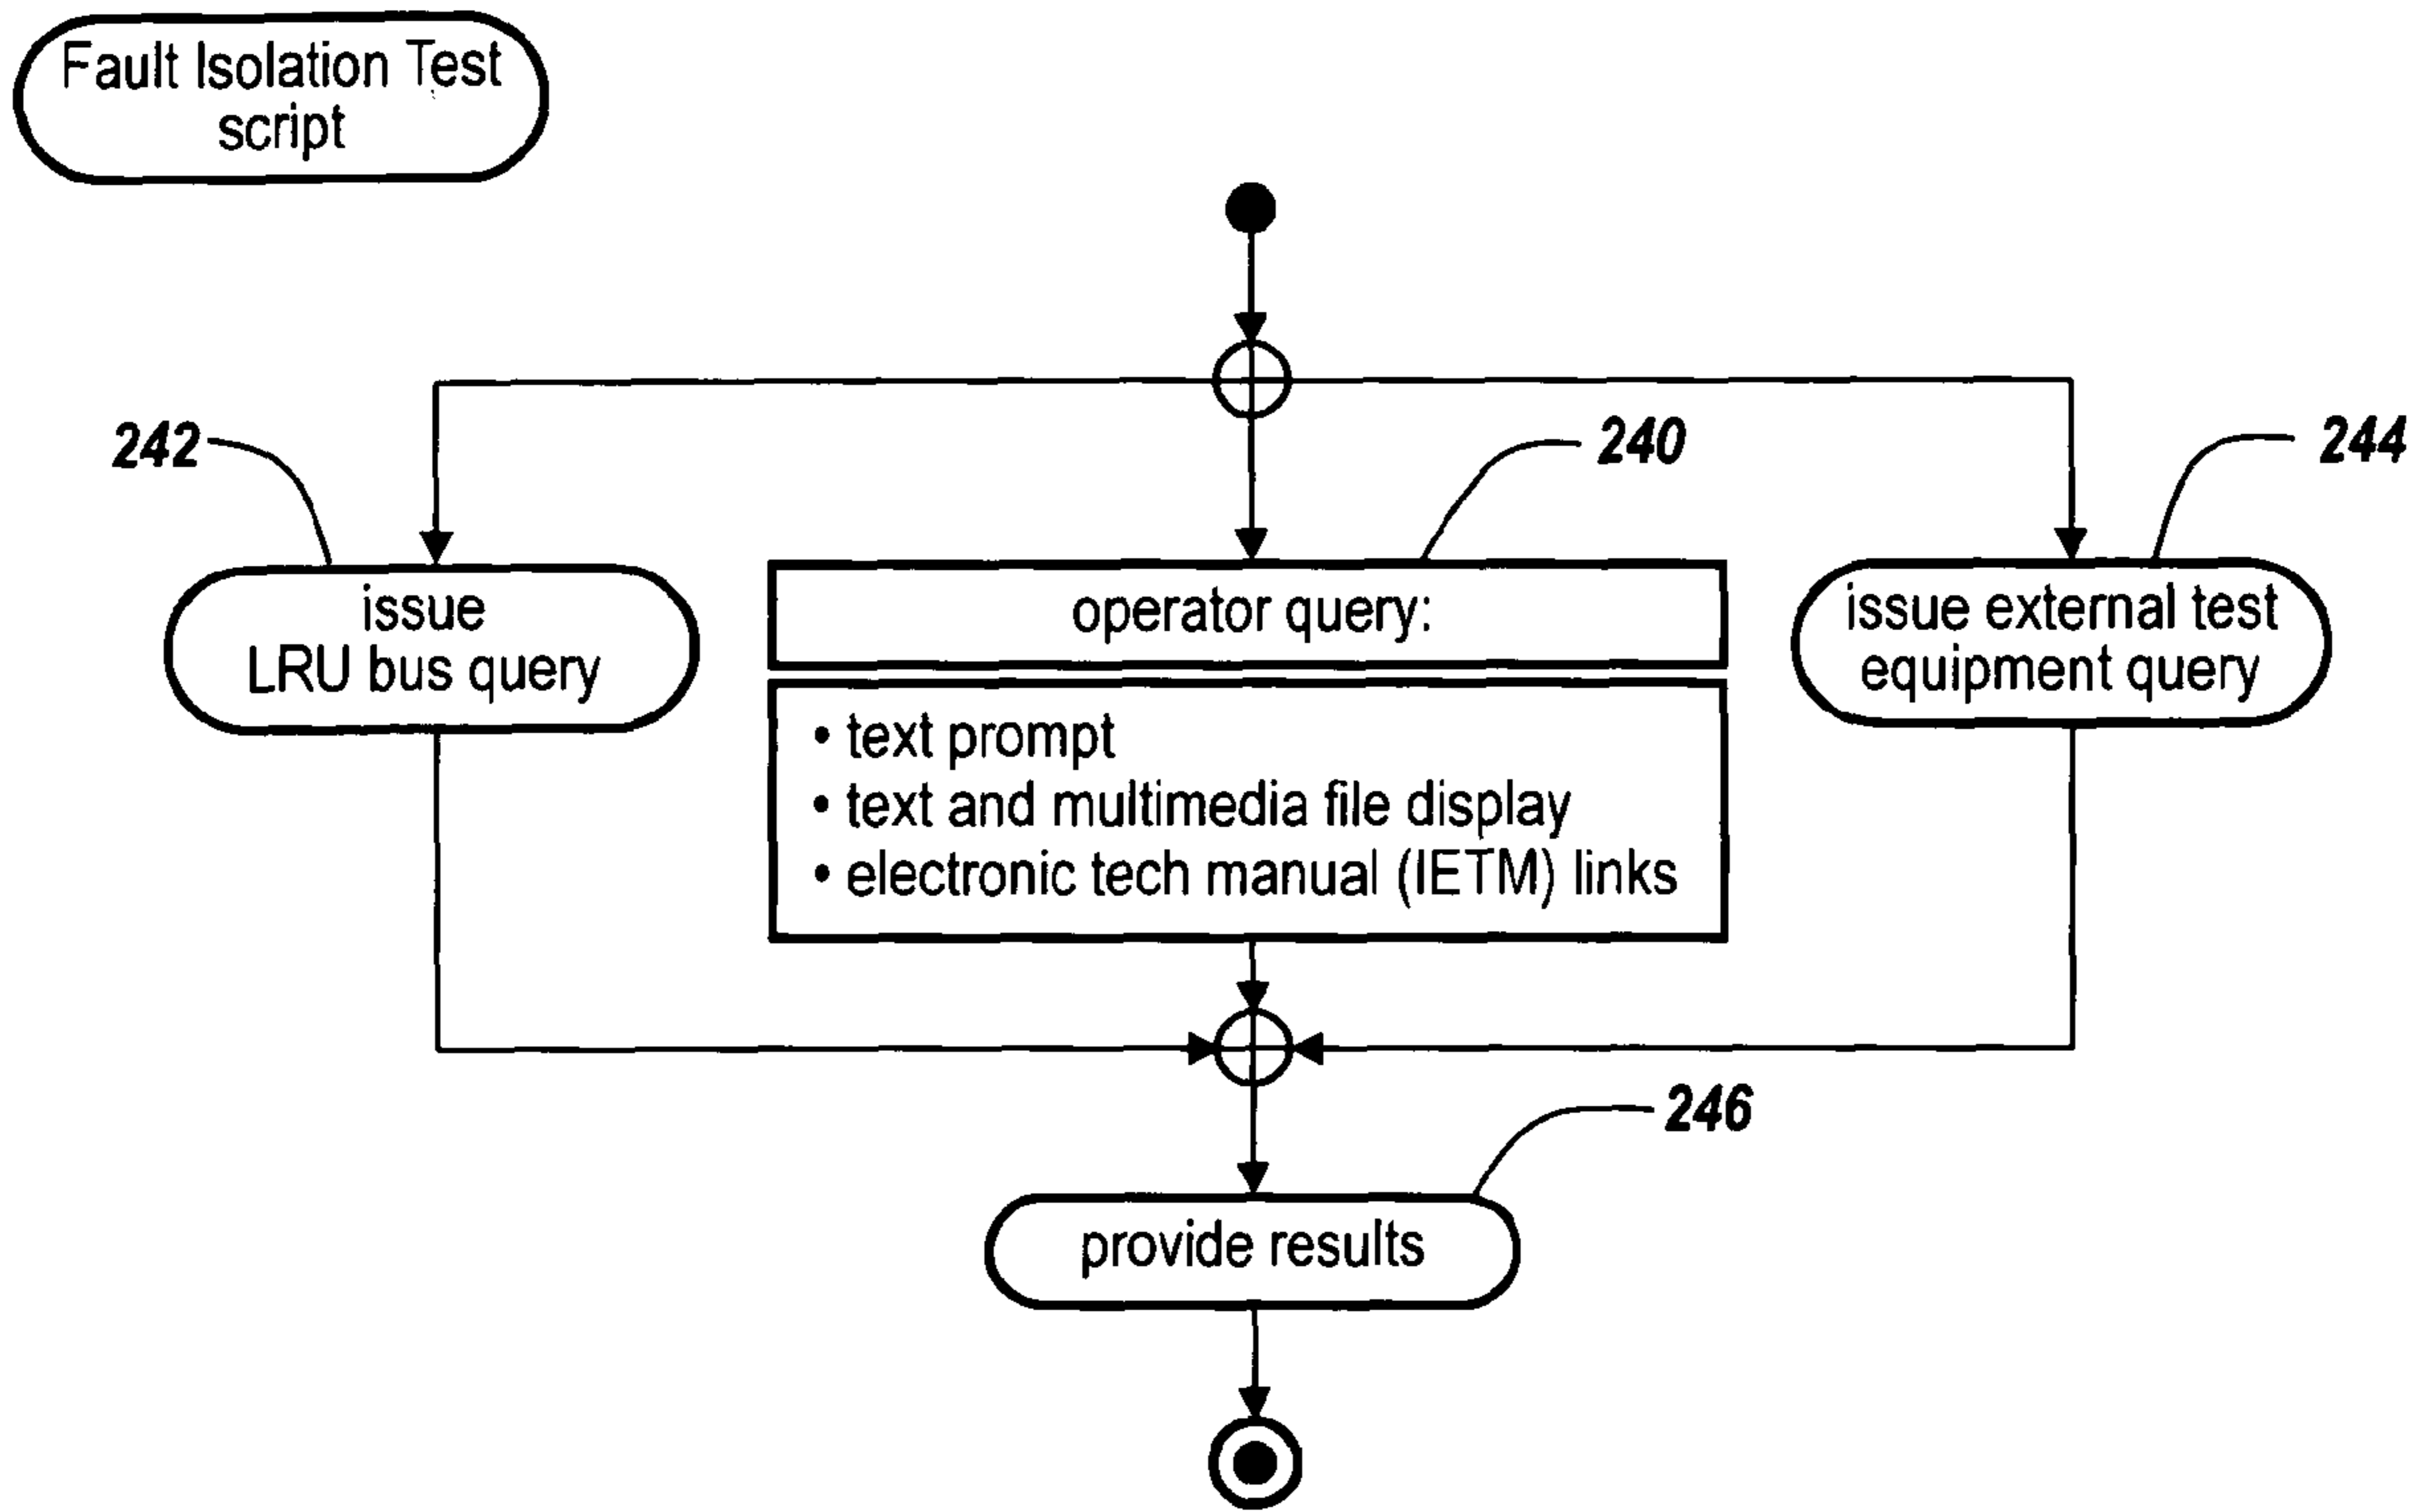 Fault Isolation Test
script
242
240
244
issue
LRU bus query
operator query:
issue external test
equipment query
• text prompt
• text and multimedia file display
• electronic tech manual (IETM) links
246
provide results